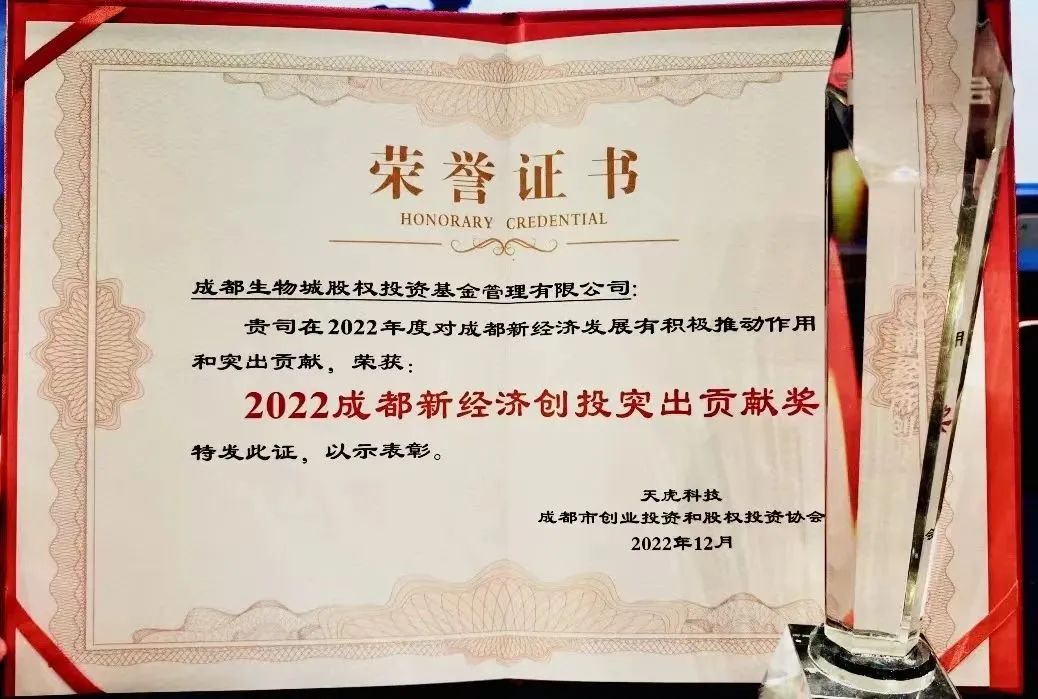 荣誉证书
HONORARY CREDENTIAL
成都生物城股权投资基金管理有限公司:
贵司在2022年度对成都新经济发展有积极推动作用
和突出贡献，荣获:
2022成都新经济创投突出贡献奖
特发此证，以示表彰。
天虎科技
成都市创业投资和股权投资协会
2022年12月